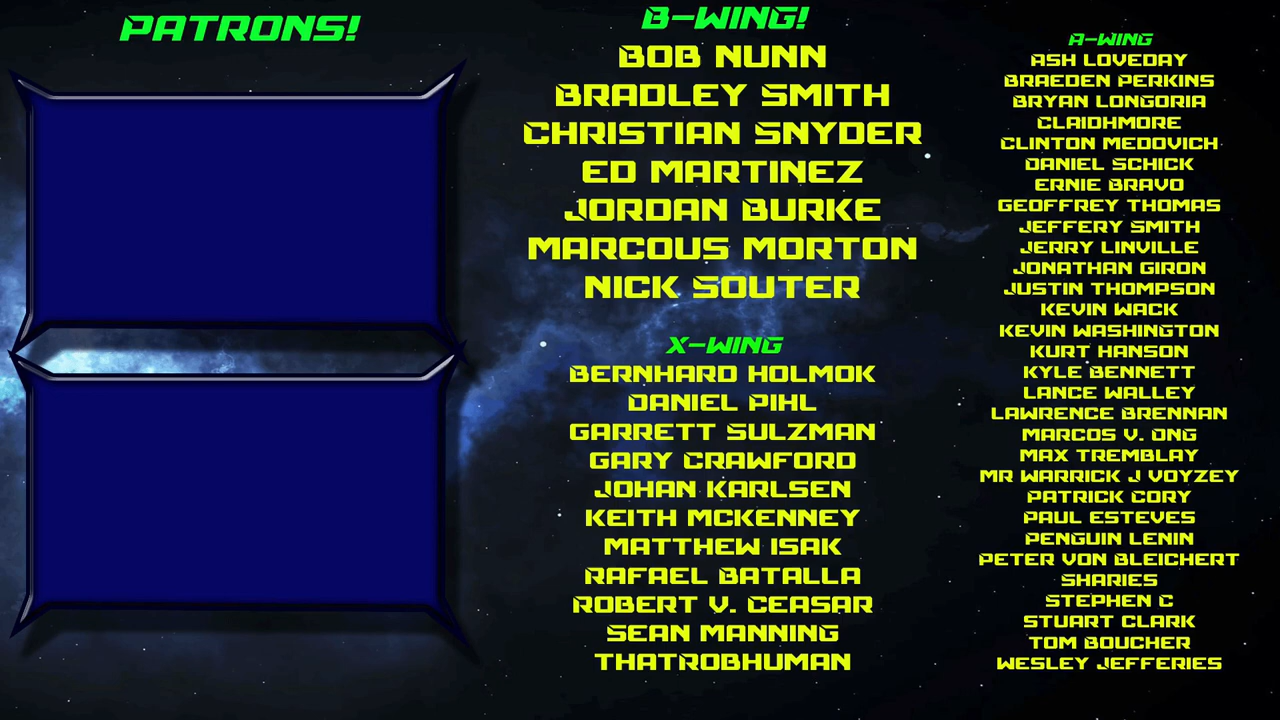 PATRONS!
B-WING!
BOB NUNN
BRADLEY SMITH
CHRISTIAN SNYDER
ED MARTINEZ
JORDAN BURKE
MARCOUS MORTON
NICK SOUTER
X-WING
BERNHARD HOLMOK
DANIEL PIHL
GARRETT SULZMAN
GARY CRAWFORD
JOHAN KARLSEN
KEITH MCKENNEY
MATTHEW ISAK
RAFAEL BATALLA
ROBERT V. CEASAR
SEAN MANNING
THATROBHUMAN
A-WING
ASH LOVEDAY
BRAEDEN PERKINS
BRYAN LONGORIA
CLAIDHMORE
CLINTON MEDOVICH
DANIEL SCHICK
ERNIE BRAVO
GEOFFREY THOMAS
JEFFERY SMITH
JERRY LINVILLE
JONATHAN GIRON
JUSTIN THOMPSON
KEVIN WACK
KEVIN WASHINGTON
KURT HANSON
KYLE BENNETT
LANCE WALLEY
LAWRENCE BRENNAN
MARCOS V. ONG
MAX TREMBLAY
MR WARRICK J VOYZEY
PATRICK CORY
PAUL ESTEVES
PENGUIN LENIN
PETER VON BLEICHERT
SHARIES
STEPHEN C
STUART CLARK
TOM BOUCHER
WESLEY JEFFERIES